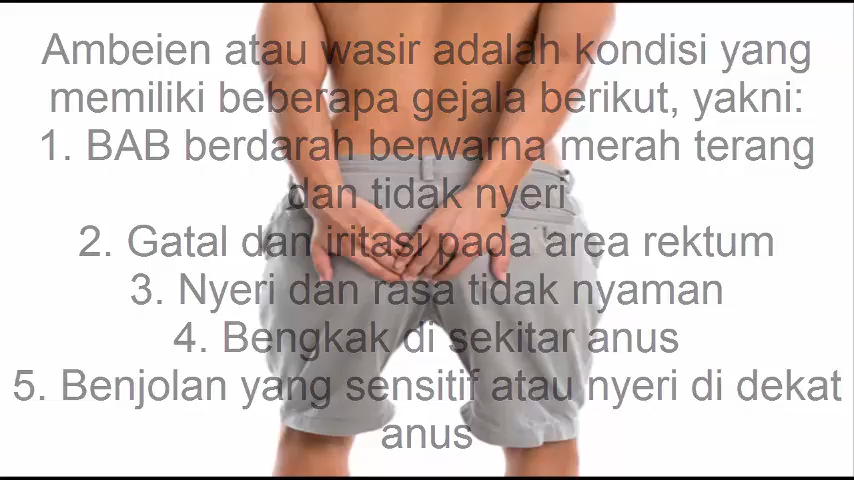 Ambeien atau wasir adalah kondisi yang
memiliki beberapa gejala berikut, yakni:
1. BAB berdarah berwarna merah terang
dan tidak nyeri
2. Gatal dan iritasi pada area rektum
3. Nyeri dan rasa tidak nyaman
4. Bengkak di sekitar anus
5. Benjolan yang sensitif atau nyeri di dekat
anus